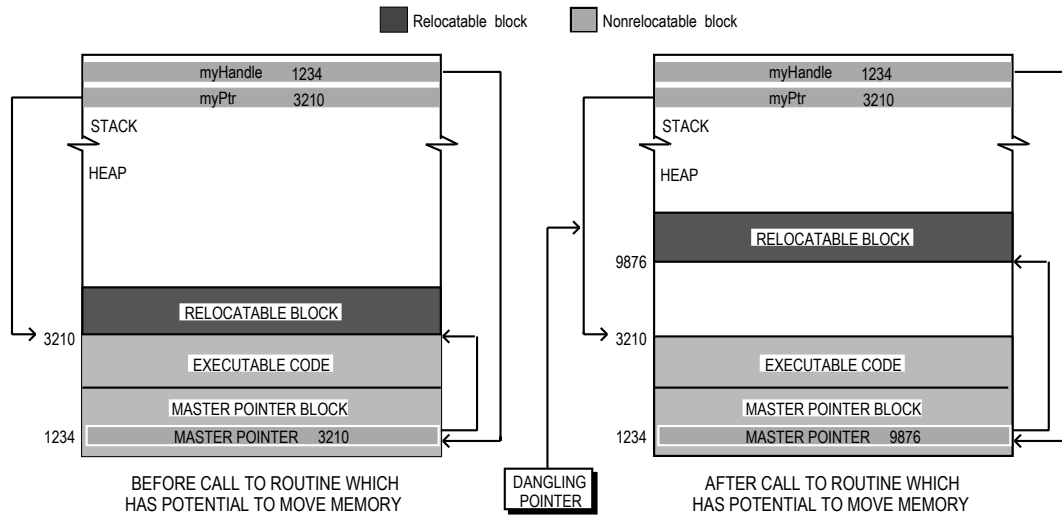 Relocatable block
Nonrelocatable block
myHandle 1234
myPtr 3210
STACK
HEAP
RELOCATABLE BLOCK
3210
EXECUTABLE CODE
MASTER POINTER BLOCK
1234
MASTER POINTER 3210
BEFORE CALL TO ROUTINE WHICH
HAS POTENTIAL TO MOVE MEMORY
DANGLING
POINTER
myHandle 1234
myPtr 3210
STACK
HEAP
RELOCATABLE BLOCK
9876
3210
EXECUTABLE CODE
MASTER POINTER BLOCK
1234
MASTER POINTER 9876
AFTER CALL TO ROUTINE WHICH
HAS POTENTIAL TO MOVE MEMORY